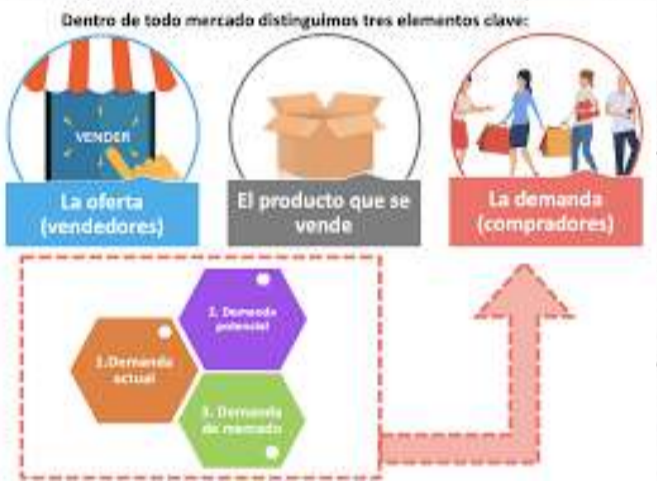 Dentro de todo mercado distinguimos tres elementos clave:
VENDER
La oferta
(vendedores)
El producto que se
vende
La demanda
(compradores)
1.Demanda
actual
2. Demanda
potencial
3. Demanda
de mercado